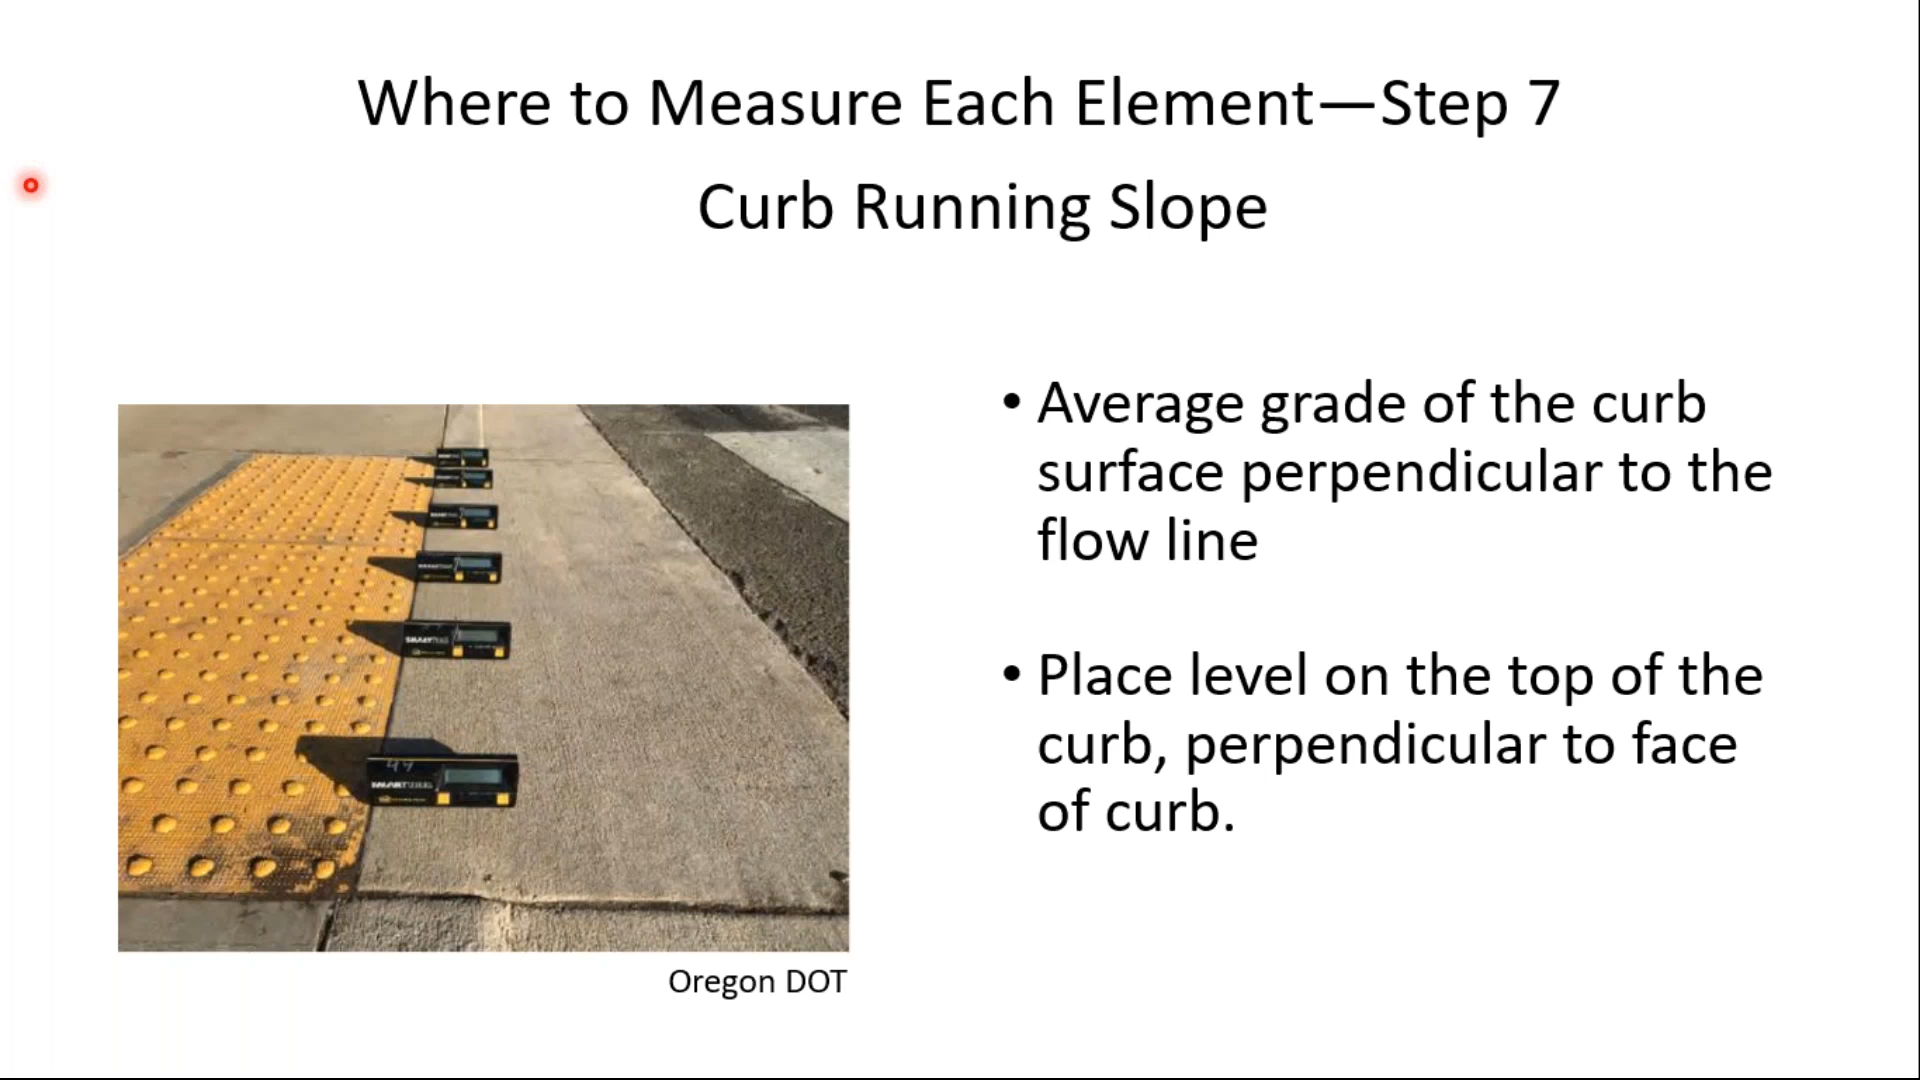 Where to Measure Each Element—Step 7
Curb Running Slope
• Average grade of the curb
surface perpendicular to the
flow line
• Place level on the top of the
curb, perpendicular to face
of curb.
Oregon DOT